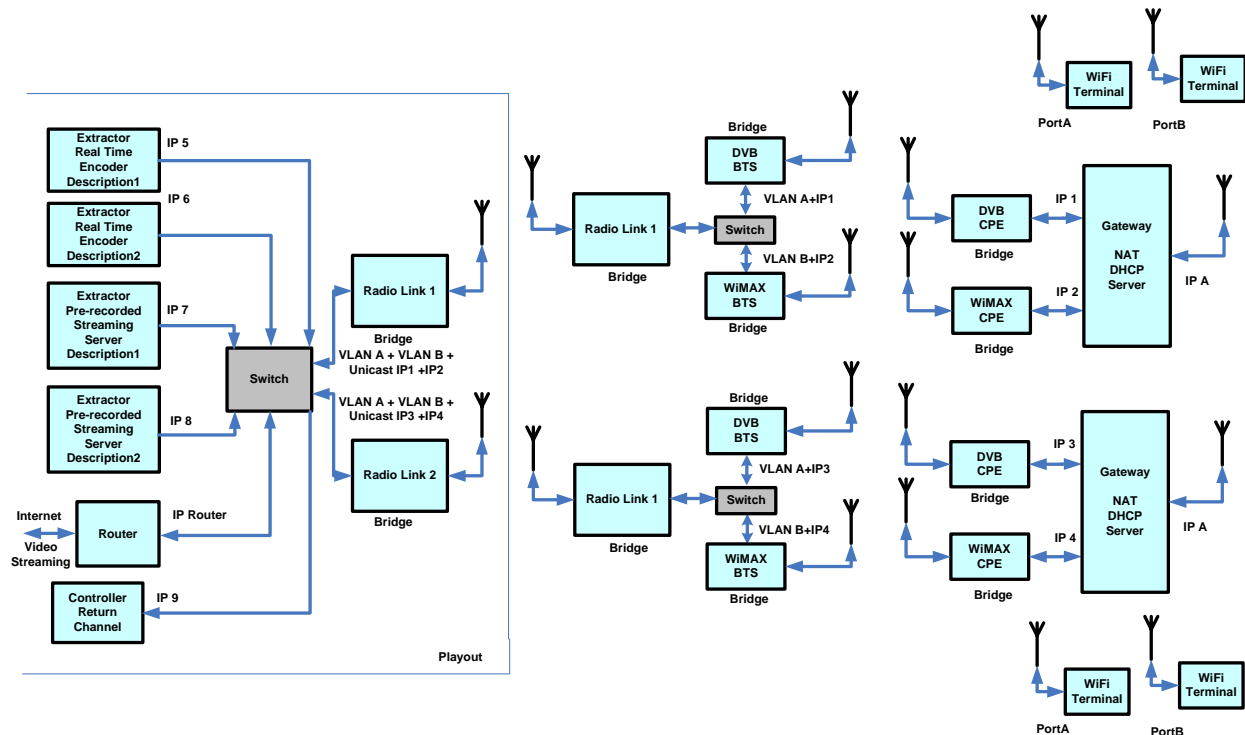 Extractor
Real Time
Encoder
Description1
IP 5
Extractor
Real Time
Encoder
Description2
IP 6
Extractor
Pre-recorded
Streaming
Server
Description1
IP 7
Extractor
Pre-recorded
Streaming
Server
Description2
IP 8
Internet
Video
Streaming
Router
IP Router
Controller
Return
Channel
IP 9
Switch
Radio Link 1
Bridge
VLAN A + VLAN B +
Unicast IP1 +IP2
VLAN A + VLAN B +
Unicast IP3 +IP4
Radio Link 2
Bridge
Playout
Radio Link 1
Bridge
Bridge
DVB
BTS
VLAN A+IP1
Switch
VLAN B+IP2
WiMAX
BTS
Bridge
Radio Link 1
Bridge
Bridge
DVB
BTS
VLAN A+IP3
Switch
VLAN B+IP4
WiMAX
BTS
Bridge
WiFi
Terminal
PortA
WiFi
Terminal
PortB
DVB
CPE
Bridge
IP 1
WiMAX
CPE
Bridge
IP 2
Gateway
NAT
DHCP
Server
IP A
DVB
CPE
Bridge
IP 3
WiMAX
CPE
Bridge
IP 4
Gateway
NAT
DHCP
Server
IP A
WiFi
Terminal
PortA
WiFi
Terminal
PortB